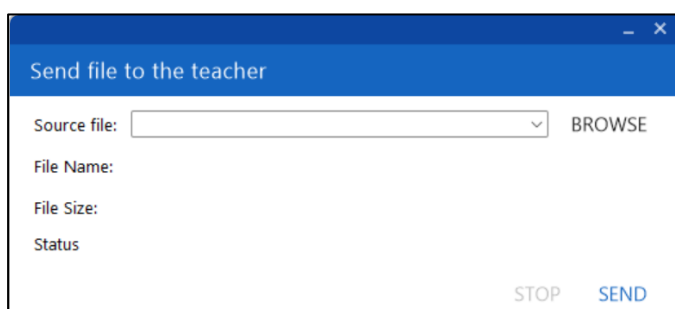 Send file to the teacher
Source file: BROWSE
File Name:
File Size:
Status
STOP SEND